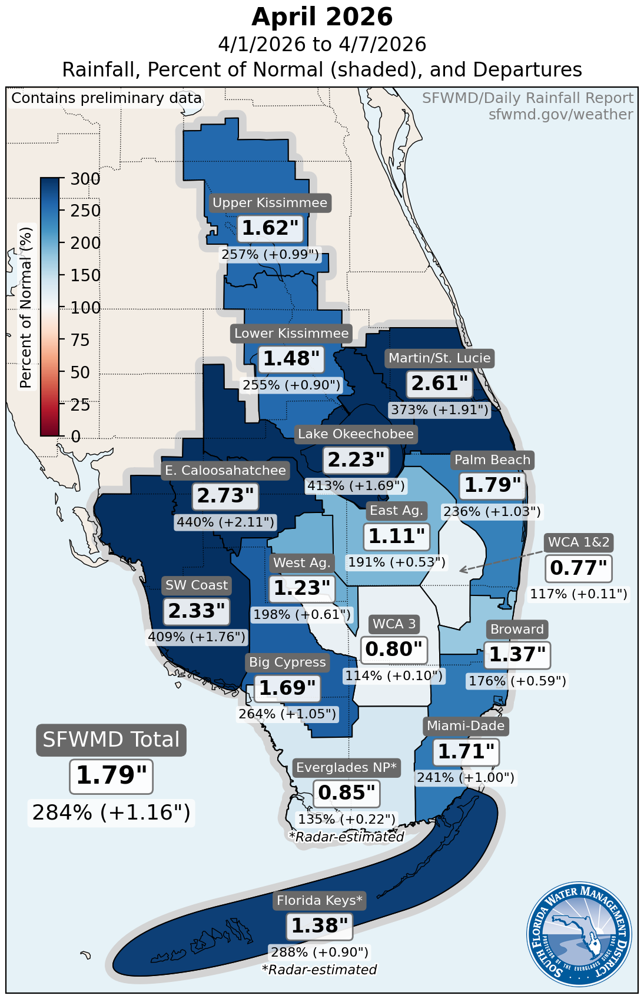 April 2026
4/1/2026 to 4/7/2026
Rainfall, Percent of Normal (shaded), and Departures
Contains preliminary data
SFWMD/Daily Rainfall Report
sfwmd.gov/weather
Percent of Normal (%)
300
250
200
150
100
75
50
25
0
Upper Kissimmee
1.62"
257% (+0.99")
Lower Kissimmee
1.48"
255% (+0.90")
Martin/St. Lucie
2.61"
373% (+1.91")
Lake Okeechobee
2.23"
413% (+1.69")
Palm Beach
1.79"
236% (+1.03")
E. Caloosahatchee
2.73"
440% (+2.11")
East Ag.
1.11"
191% (+0.53")
WCA 1&2
0.77"
117% (+0.11")
West Ag.
1.23"
198% (+0.61")
SW Coast
2.33"
409% (+1.76")
WCA 3
0.80"
114% (+0.10")
Broward
1.37"
176% (+0.59")
Big Cypress
1.69"
264% (+1.05")
SFWMD Total
1.79"
284% (+1.16")
Miami-Dade
1.71"
241% (+1.00")
Everglades NP*
0.85"
135% (+0.22")
*Radar-estimated
Florida Keys*
1.38"
288% (+0.90")
*Radar-estimated
SOUTH FLORIDA WATER MANAGEMENT DISTRICT
PROTECTOR OF THE EVERGLADES SINCE 1949